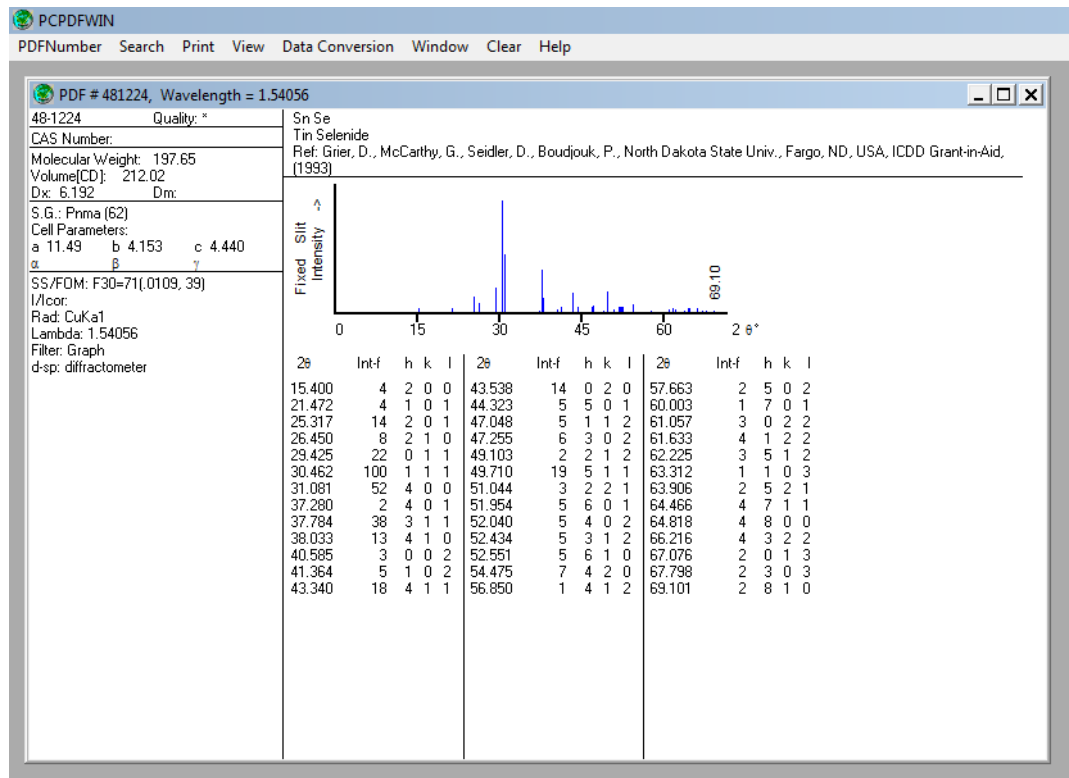 PCPDFWIN
PDFNumber Search Print View Data Conversion Window Clear Help
PDF # 481224, Wavelength = 1.54056
48-1224 Quality: *
CAS Number:
Molecular Weight: 197.65
Volume[CD]: 212.02
Dx: 6.192 Dm:
S.G.: Pnma (62)
Cell Parameters:
a 11.49 b 4.153 c 4.440
α β γ
SS/FOM: F30=71(.0109, 39)
I/Icor:
Rad: CuKa1
Lambda: 1.54056
Filter: Graph
d-sp: diffractometer
Sn Se
Tin Selenide
Ref: Grier, D., McCarthy, G., Seidler, D., Boudjouk, P., North Dakota State Univ., Fargo, ND, USA, ICDD Grant-in-Aid,
(1993)
Fixed Slit
Intensity ->
69.10
0 15 30 45 60 2 θ°
2θ Int-f h k l 2θ Int-f h k l 2θ Int-f h k l
15.400 4 2 0 0 43.538 14 0 2 0 57.663 2 5 0 2
21.472 4 1 0 1 44.323 5 5 0 1 60.003 1 7 0 1
25.317 14 2 0 1 47.048 5 1 1 2 61.057 3 0 2 2
26.450 8 2 1 0 47.255 6 3 0 2 61.633 4 1 2 2
29.425 22 0 1 1 49.103 2 2 1 2 62.225 3 5 1 2
30.462 100 1 1 1 49.710 19 5 1 1 63.312 1 1 0 3
31.081 52 4 0 0 51.044 3 2 2 1 63.906 2 5 2 1
37.280 2 4 0 1 51.954 5 6 0 1 64.466 4 7 1 1
37.784 38 3 1 1 52.040 5 4 0 2 64.818 4 8 0 0
38.033 13 4 1 0 52.434 5 3 1 2 66.216 4 3 2 2
40.585 3 0 0 2 52.551 5 6 1 0 67.076 2 0 1 3
41.364 5 1 0 2 54.475 7 4 2 0 67.798 2 3 0 3
43.340 18 4 1 1 56.850 1 4 1 2 69.101 2 8 1 0